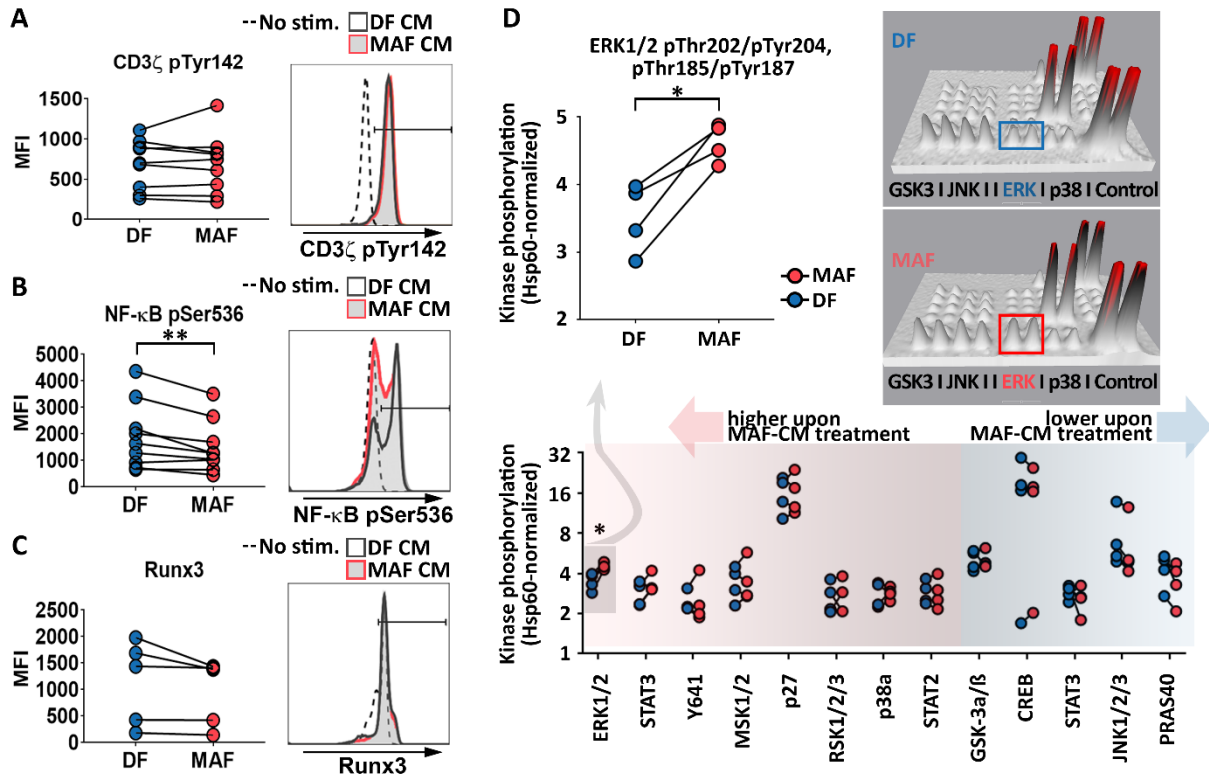 A
--No stim.
DF CM
MAF CM
CD3ζ pTyr142
1500
1000
500
0
MFI
DF MAF
CD3ζ pTyr142
B
--No stim.
DF CM
MAF CM
NF-κB pSer536
**
5000
4000
3000
2000
1000
0
MFI
DF MAF
NF-κB pSer536
C
--No stim.
DF CM
MAF CM
Runx3
2500
2000
1500
1000
500
0
MFI
DF MAF
Runx3
D
ERK1/2 pThr202/pTyr204,
pThr185/pTyr187
*
5
4
3
2
Kinase phosphorylation
(Hsp60-normalized)
DF MAF
MAF
DF
DF
GSK3 I JNK I I ERK I p38 I Control
MAF
GSK3 I JNK I I ERK I p38 I Control
higher upon
MAF-CM treatment
lower upon
MAF-CM treatment
32
16
8
4
2
1
Kinase phosphorylation
(Hsp60-normalized)
*
ERK1/2
STAT3
Y641
MSK1/2
p27
RSK1/2/3
p38a
STAT2
GSK-3a/ß
CREB
STAT3
JNK1/2/3
PRAS40